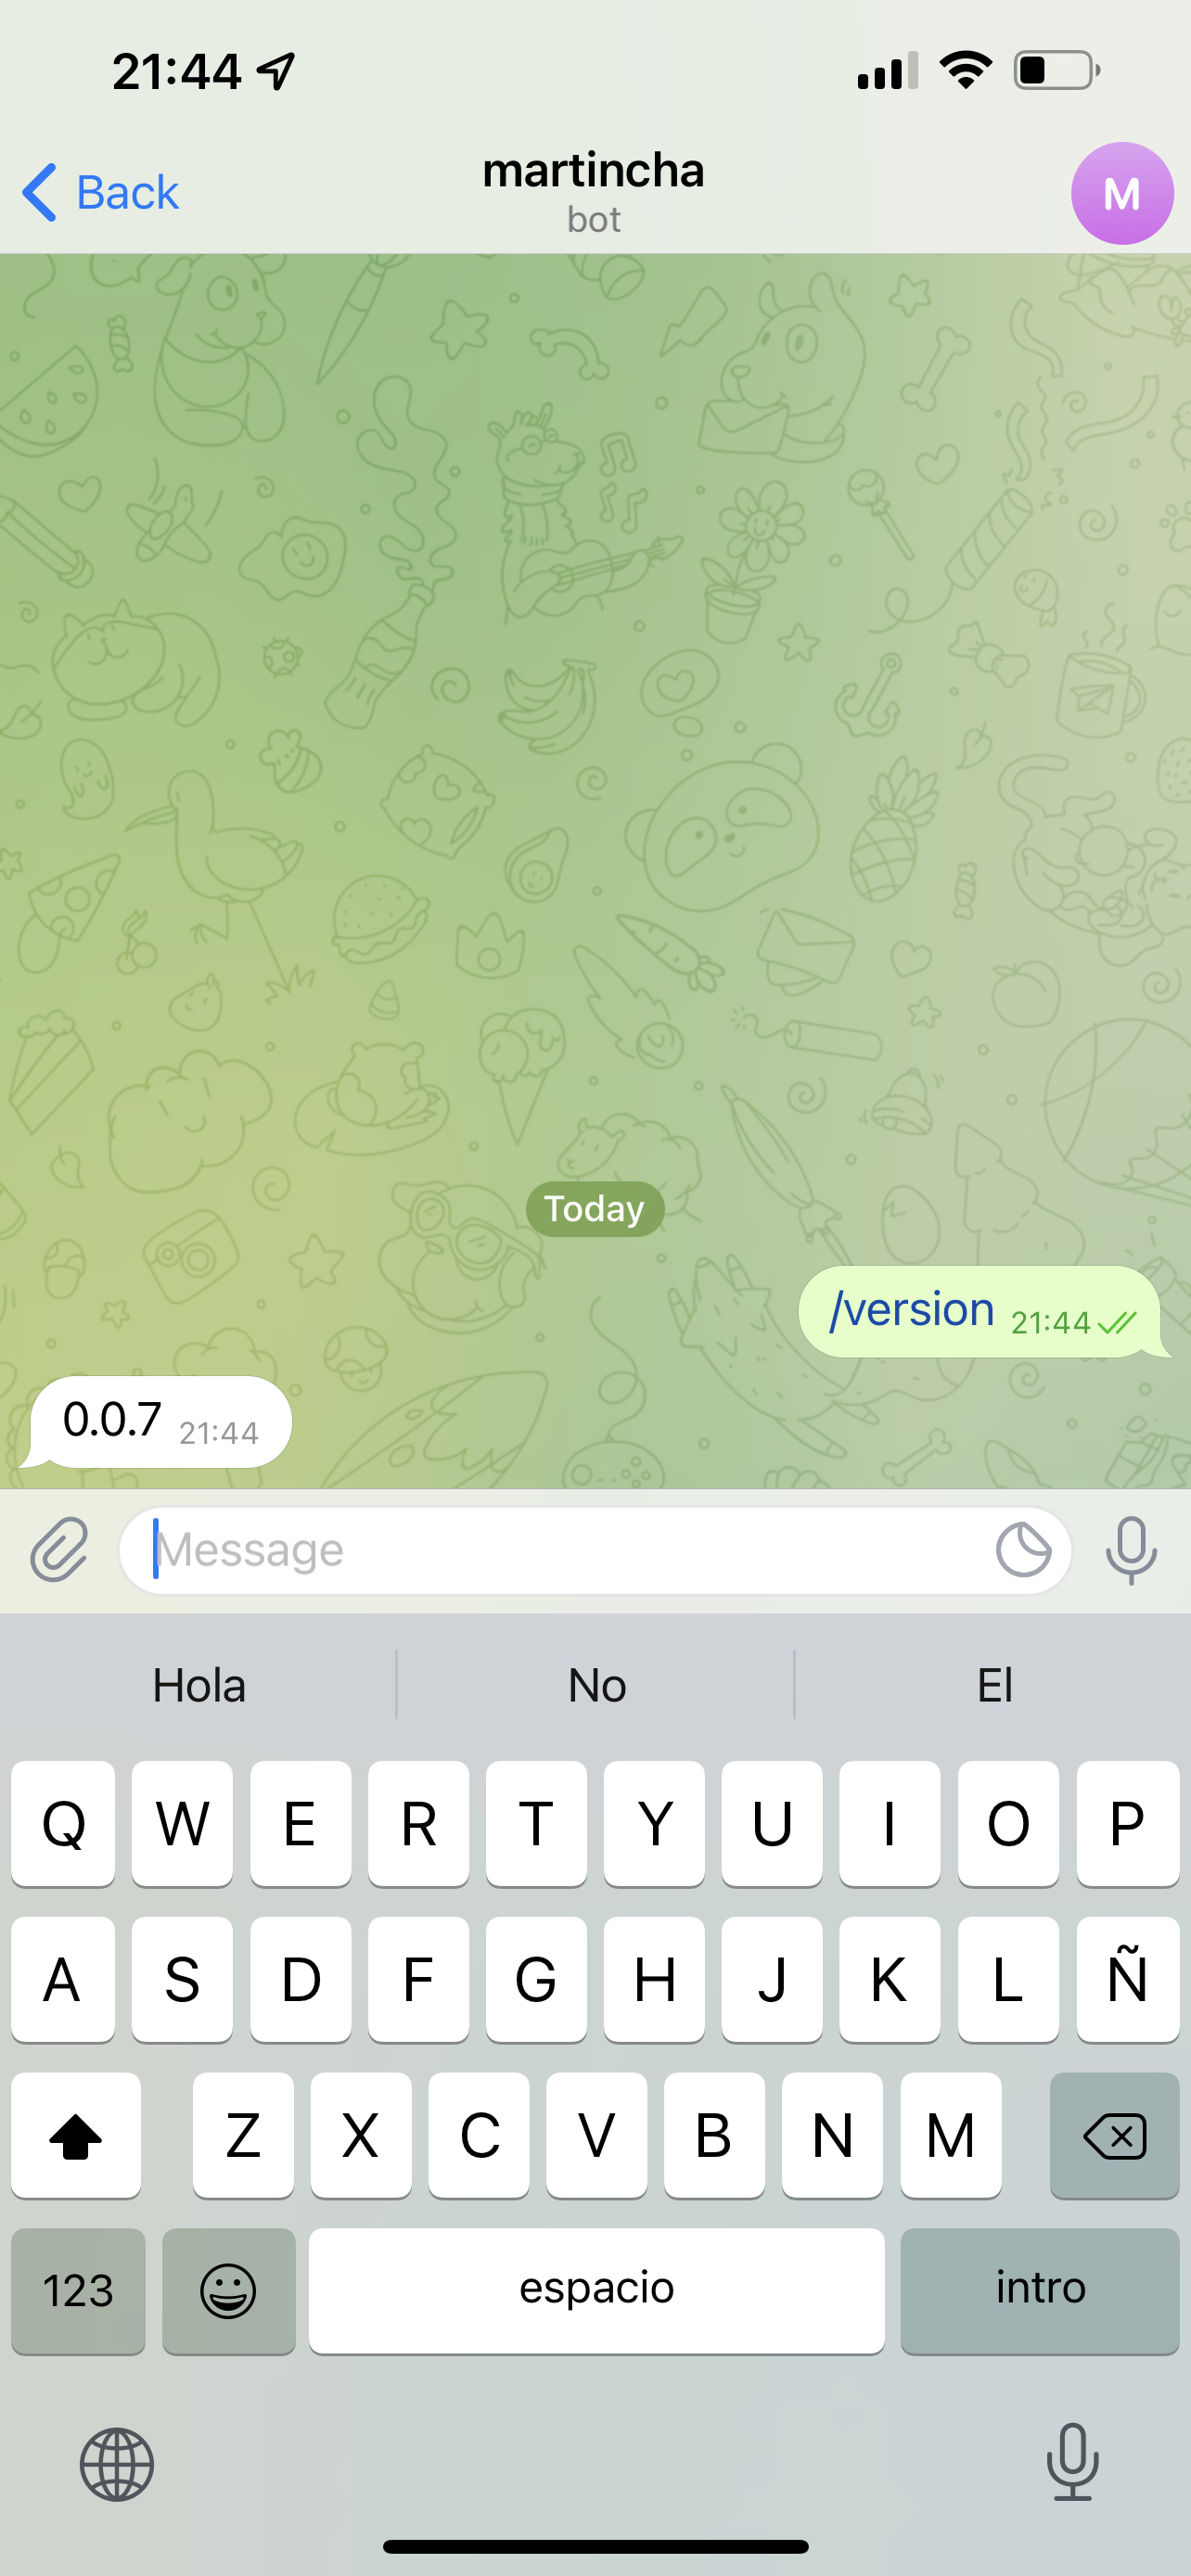 21:44
Back
martincha
bot
M
Today
/version 21:44
0.0.7 21:44
Message
Hola No El
Q W E R T Y U I O P
A S D F G H J K L Ñ
Z X C V B N M
123 espacio intro